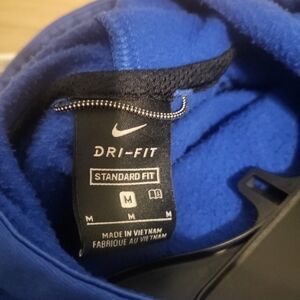 DRI-FIT
STANDARD FIT
M
M M M
MADE IN VIETNAM
FABRIQUÉ AU VIETNAM